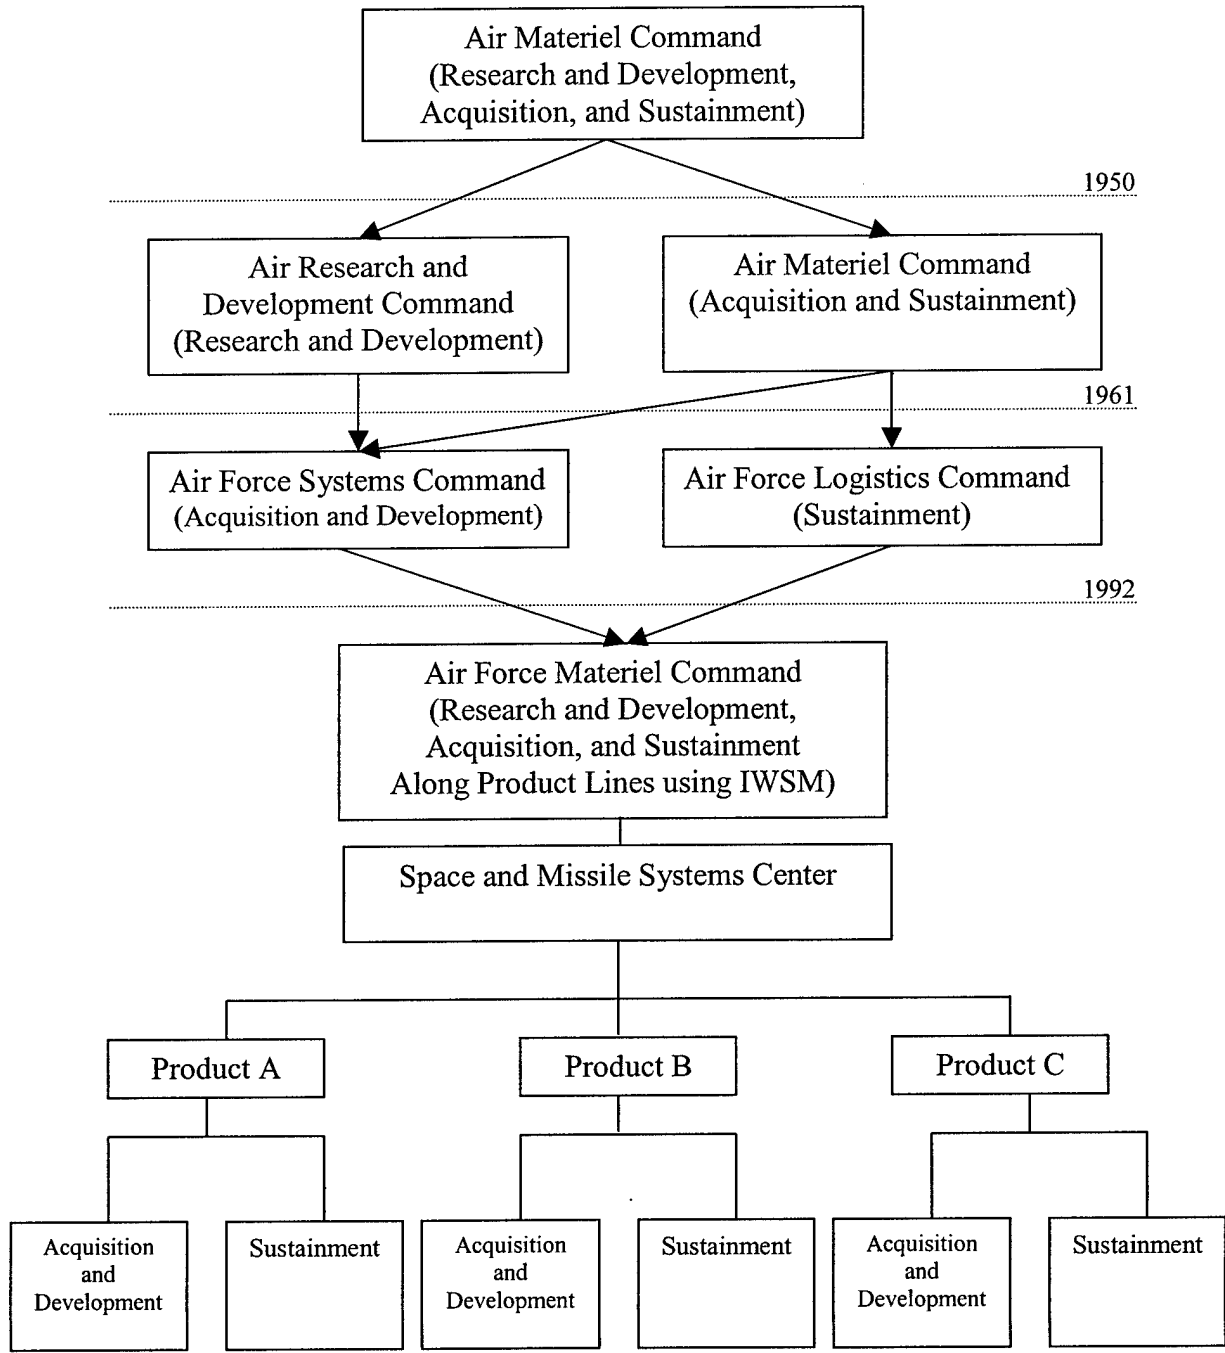 Air Materiel Command
(Research and Development,
Acquisition, and Sustainment)
1950
Air Research and
Development Command
(Research and Development)
Air Materiel Command
(Acquisition and Sustainment)
1961
Air Force Systems Command
(Acquisition and Development)
Air Force Logistics Command
(Sustainment)
1992
Air Force Materiel Command
(Research and Development,
Acquisition, and Sustainment
Along Product Lines using IWSM)
Space and Missile Systems Center
Product A
Product B
Product C
Acquisition
and
Development
Sustainment
Acquisition
and
Development
Sustainment
Acquisition
and
Development
Sustainment